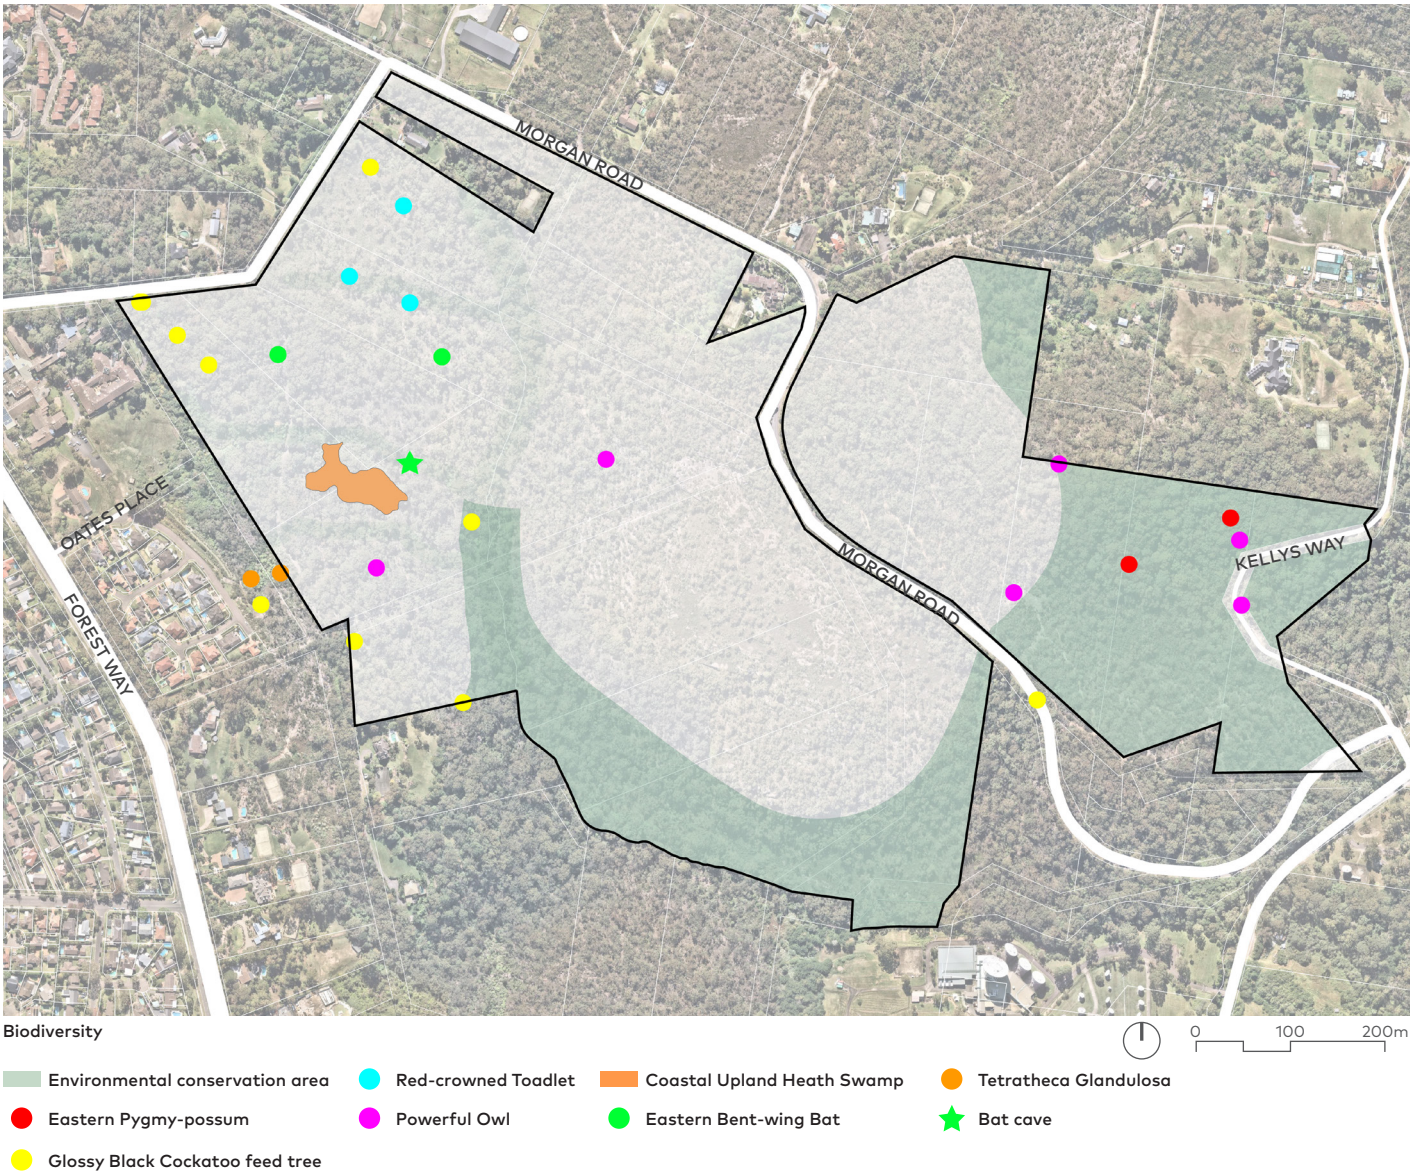 MORGAN ROAD
OATES PLACE
FOREST WAY
MORGAN ROAD
KELLYS WAY
Biodiversity
0 100 200m
Environmental conservation area
Red-crowned Toadlet
Coastal Upland Heath Swamp
Tetratheca Glandulosa
Eastern Pygmy-possum
Powerful Owl
Eastern Bent-wing Bat
Bat cave
Glossy Black Cockatoo feed tree